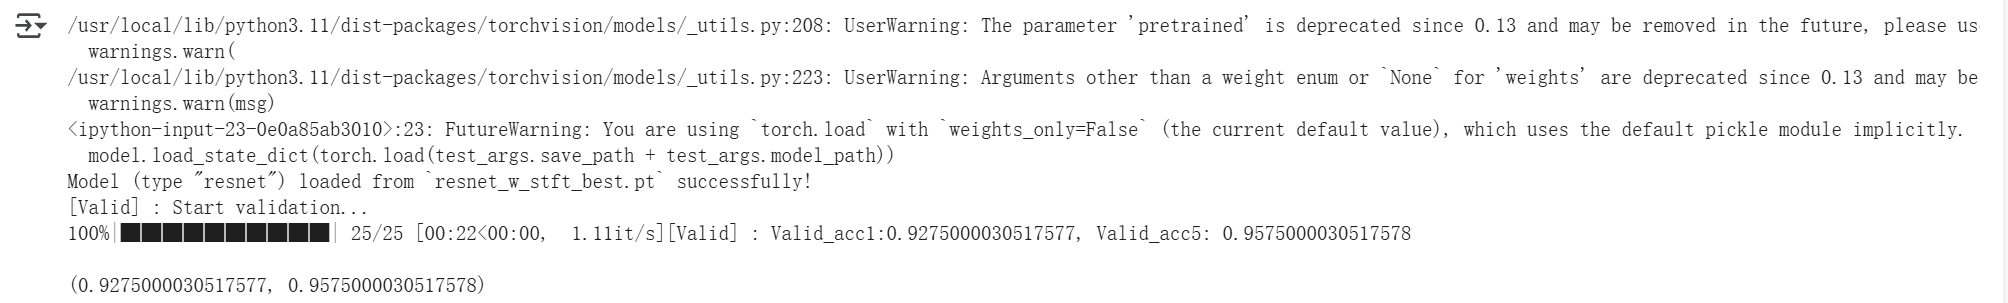 /usr/local/lib/python3.11/dist-packages/torchvision/models/_utils.py:208: UserWarning: The parameter 'pretrained' is deprecated since 0.13 and may be removed in the future, please us
warnings.warn(
/usr/local/lib/python3.11/dist-packages/torchvision/models/_utils.py:223: UserWarning: Arguments other than a weight enum or `None` for 'weights' are deprecated since 0.13 and may be
warnings.warn(msg)
<ipython-input-23-0e0a85ab3010>:23: FutureWarning: You are using `torch.load` with `weights_only=False` (the current default value), which uses the default pickle module implicitly.
model.load_state_dict(torch.load(test_args.save_path + test_args.model_path))
Model (type "resnet") loaded from `resnet_w_stft_best.pt` successfully!
[Valid] : Start validation...
100%|██████████| 25/25 [00:22<00:00, 1.11it/s][Valid] : Valid_acc1:0.9275000030517577, Valid_acc5: 0.9575000030517578
(0.9275000030517577, 0.9575000030517578)